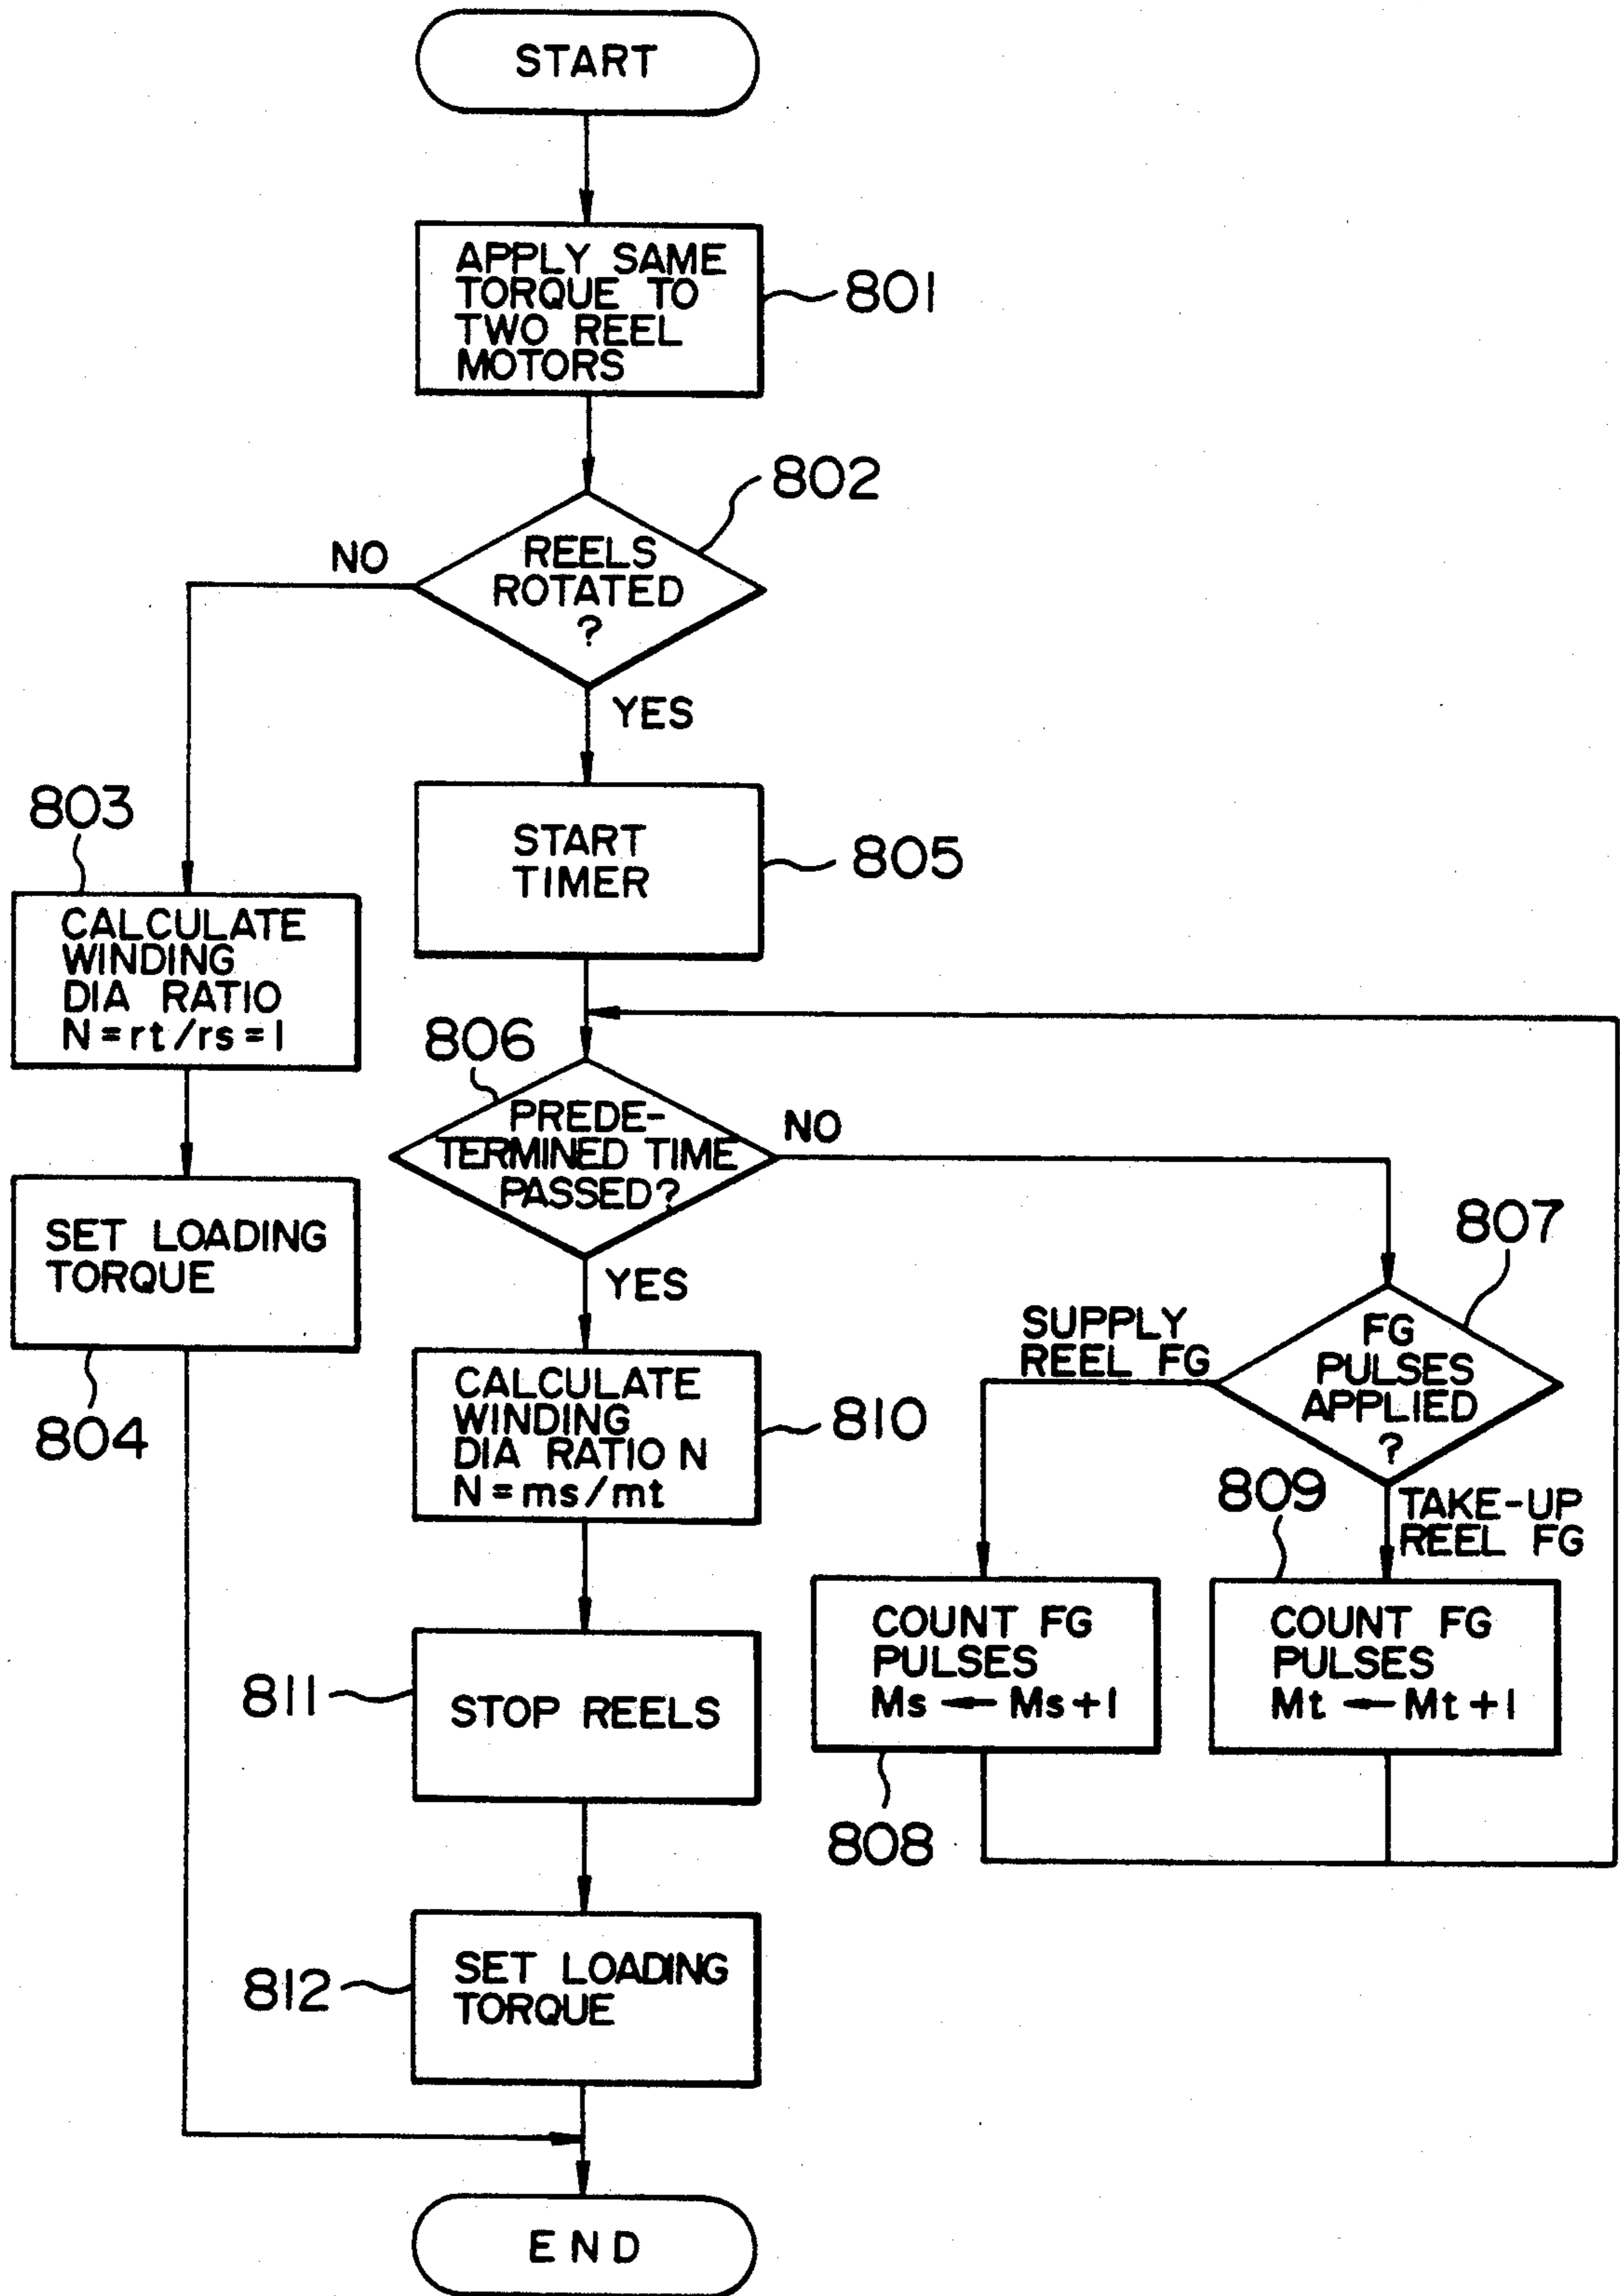 START
APPLY SAME
TORQUE TO
TWO REEL
MOTORS
801
802
REELS
ROTATED
?
NO
YES
803
CALCULATE
WINDING
DIA RATIO
N=rt/rs=1
START
TIMER
805
806
PREDE-
TERMINED TIME
PASSED?
NO
YES
SET LOADING
TORQUE
804
807
FG
PULSES
APPLIED
?
SUPPLY
REEL FG
TAKE-UP
REEL FG
CALCULATE
WINDING
DIA RATIO N
N=ms/mt
810
809
COUNT FG
PULSES
Ms ← Ms+1
808
COUNT FG
PULSES
Mt ← Mt+1
811
STOP REELS
812
SET LOADING
TORQUE
END